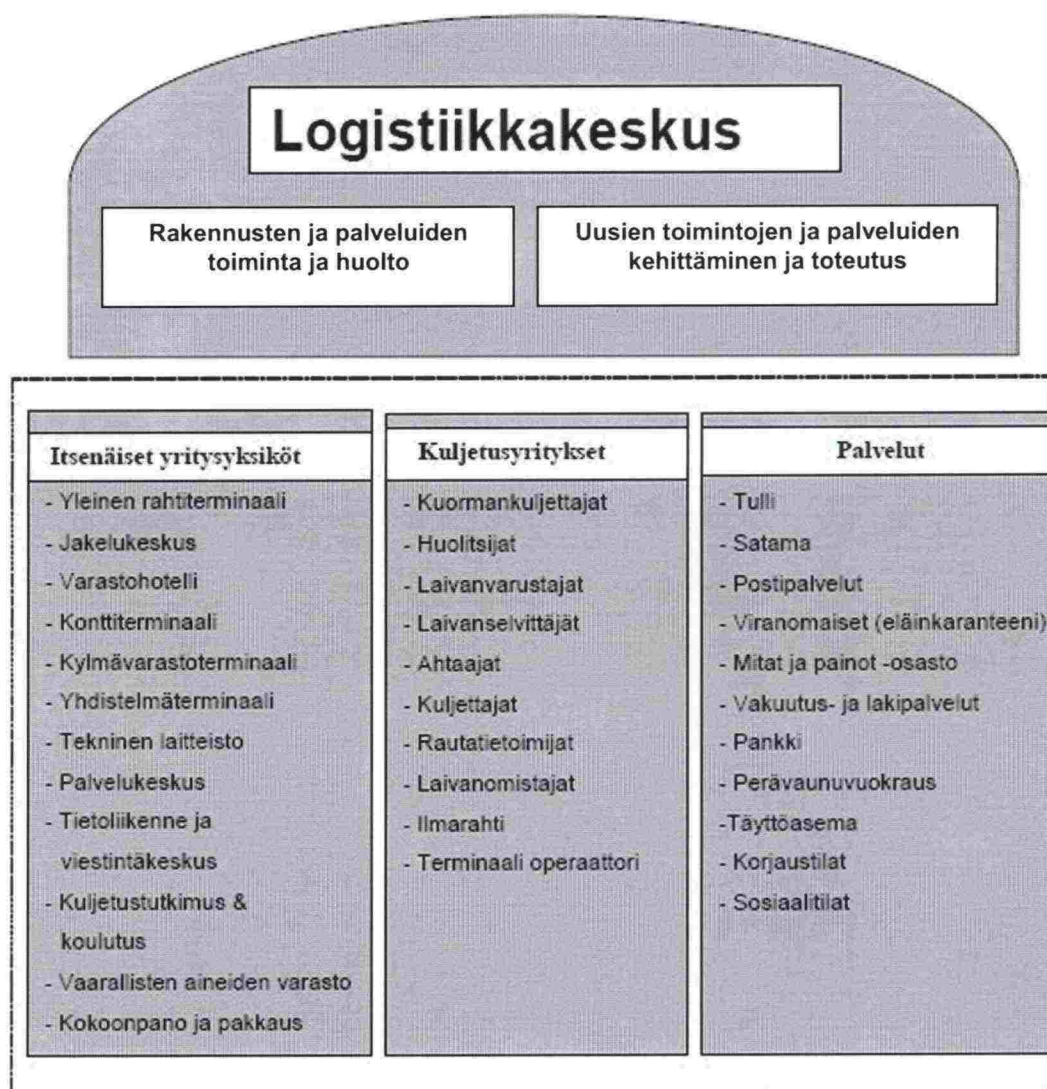 Logistiikkakeskus
Rakennusten ja palveluiden
toiminta ja huolto
Uusien toimintojen ja palveluiden
kehittäminen ja toteutus
Itsenäiset yritysyksiköt
- Yleinen rahtiterminaali
- Jakelukeskus
- Varastohotelli
- Konttiterminaali
- Kylmävarastoterminaali
- Yhdistelmäterminaali
- Tekninen laitteisto
- Palvelukeskus
- Tietoliikenne ja
viestintäkeskus
- Kuljetustutkimus &
koulutus
- Vaarallisten aineiden varasto
- Kokoonpano ja pakkaus
Kuljetusyritykset
- Kuormankuljettajat
- Huolitsijat
- Laivanvarustajat
- Laivanselvittäjät
- Ahtaajat
- Kuljettajat
- Rautatietoimijat
- Laivanomistajat
- Ilmarahti
- Terminaali operaattori
Palvelut
- Tulli
- Satama
- Postipalvelut
- Viranomaiset (eläinkaranteeni)
- Mitat ja painot -osasto
- Vakuutus- ja lakipalvelut
- Pankki
- Perävaunuvuokraus
-Täyttöasema
- Korjaustilat
- Sosiaalitilat